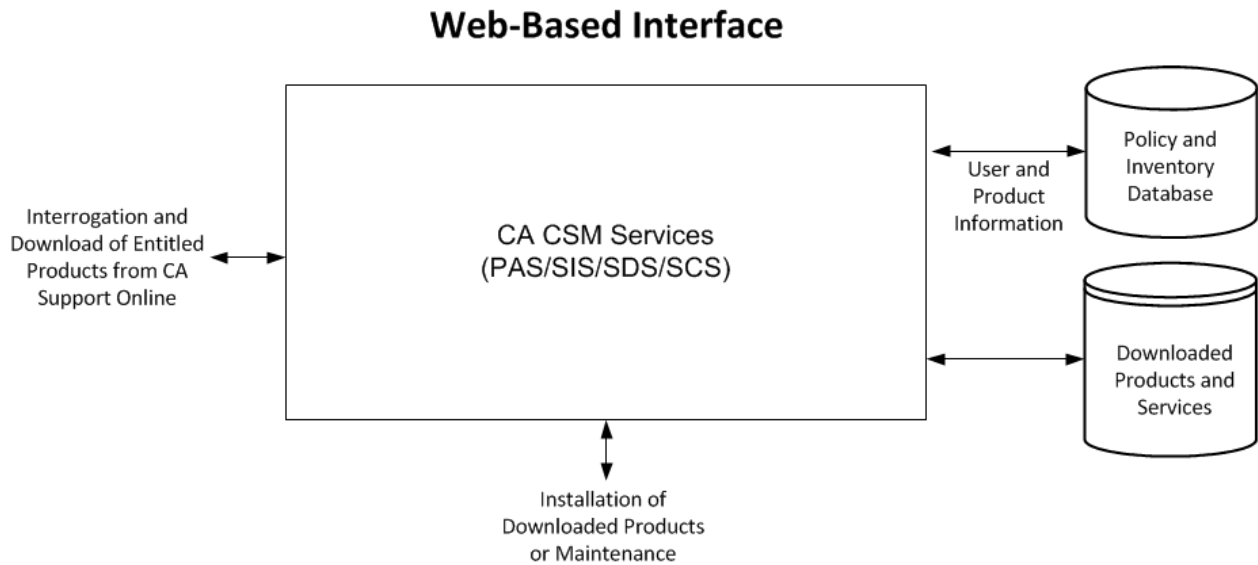 Web-Based Interface
Interrogation and
Download of Entitled
Products from CA
Support Online
CA CSM Services
(PAS/SIS/SDS/SCS)
User and
Product
Information
Policy and
Inventory
Database
Downloaded
Products and
Services
Installation of
Downloaded Products
or Maintenance